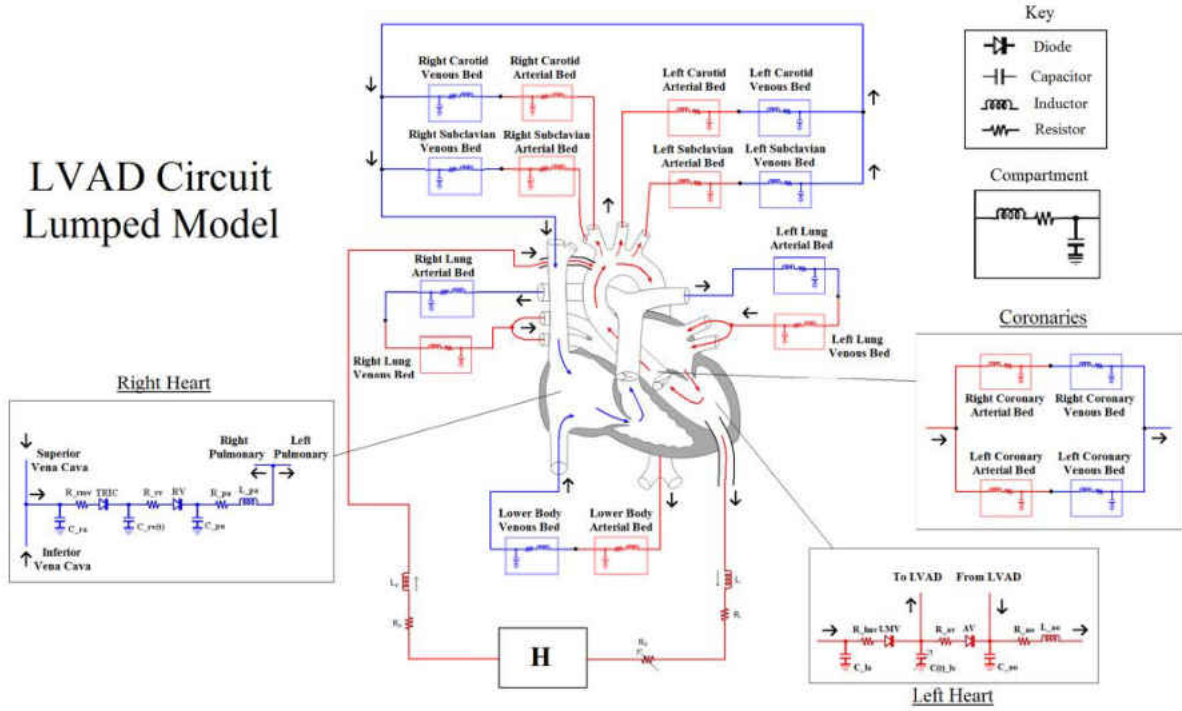 LVAD Circuit
Lumped Model
Key
Diode
Capacitor
Inductor
Resistor
Compartment
Right Carotid
Venous Bed
Right Carotid
Arterial Bed
Left Carotid
Arterial Bed
Left Carotid
Venous Bed
Right Subclavian
Venous Bed
Right Subclavian
Arterial Bed
Left Subclavian
Arterial Bed
Left Subclavian
Venous Bed
Right Lung
Arterial Bed
Left Lung
Arterial Bed
Right Lung
Venous Bed
Left Lung
Venous Bed
Coronaries
Right Coronary
Arterial Bed
Right Coronary
Venous Bed
Left Coronary
Arterial Bed
Left Coronary
Venous Bed
Right Heart
Superior
Vena Cava
Right
Pulmonary
Left
Pulmonary
TRIC
R_rv
RV
R_pa
L_pa
C_ra
C_rv(t)
C_pa
Inferior
Vena Cava
Lower Body
Venous Bed
Lower Body
Arterial Bed
H
To LVAD
From LVAD
AV
R_ao
L_ao
C_la
C_ao
Left Heart